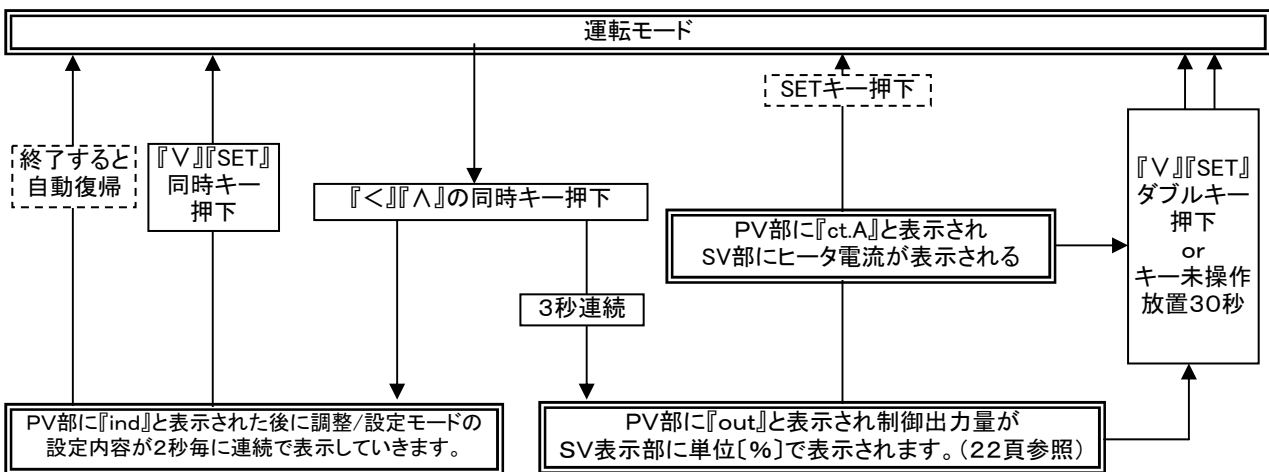 運転モード
終了すると
自動復帰
『∨』『SET』
同時キー
押下
『<』『∧』の同時キー押下
3秒連続
SETキー押下
PV部に『ct.A』と表示され
SV部にヒータ電流が表示される
『∨』『SET』
ダブルキー
押下
or
キー未操作
放置30秒
PV部に『ind』と表示された後に調整/設定モードの
設定内容が2秒毎に連続で表示していきます。
PV部に『out』と表示され制御出力量が
SV表示部に単位〔%〕で表示されます。(22頁参照)